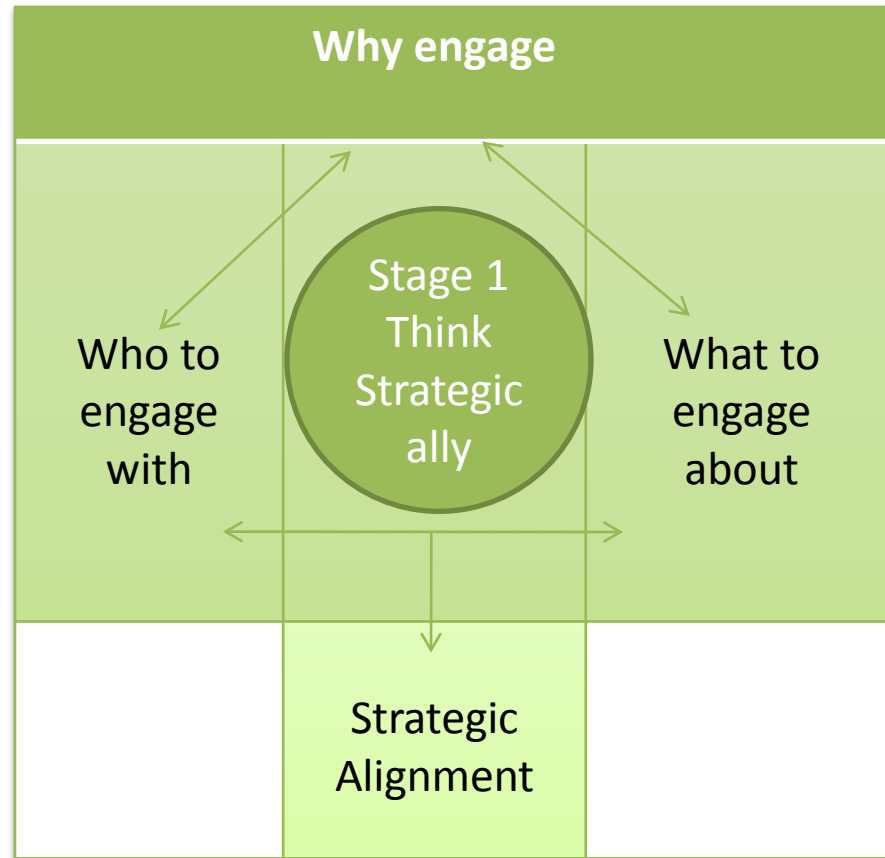 Why engage
Stage 1
Think
Strategic
ally
Who to
engage
with
What to
engage
about
Strategic
Alignment